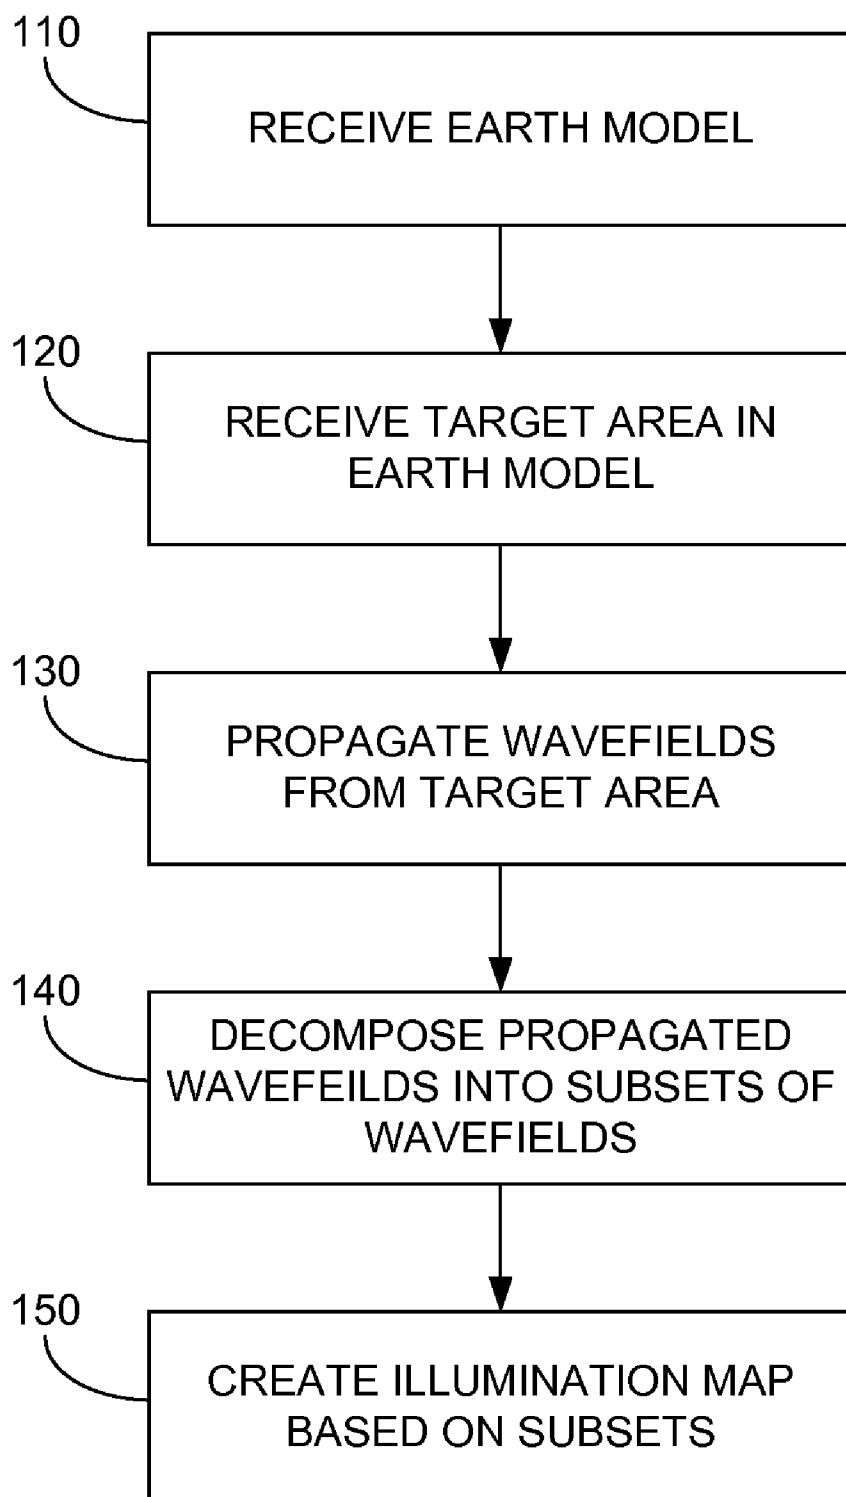 110
RECEIVE EARTH MODEL
120
RECEIVE TARGET AREA IN
EARTH MODEL
130
PROPAGATE WAVEFIELDS
FROM TARGET AREA
140
DECOMPOSE PROPAGATED
WAVEFEILDS INTO SUBSETS OF
WAVEFIELDS
150
CREATE ILLUMINATION MAP
BASED ON SUBSETS